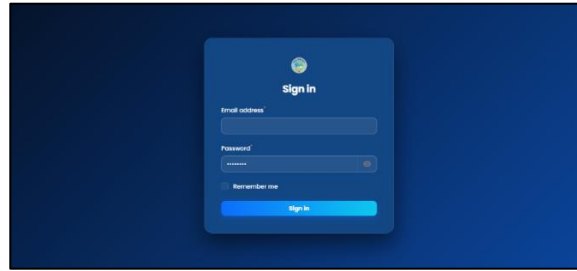 Sign in
Email address*
Password*
••••••••
Remember me
Sign in